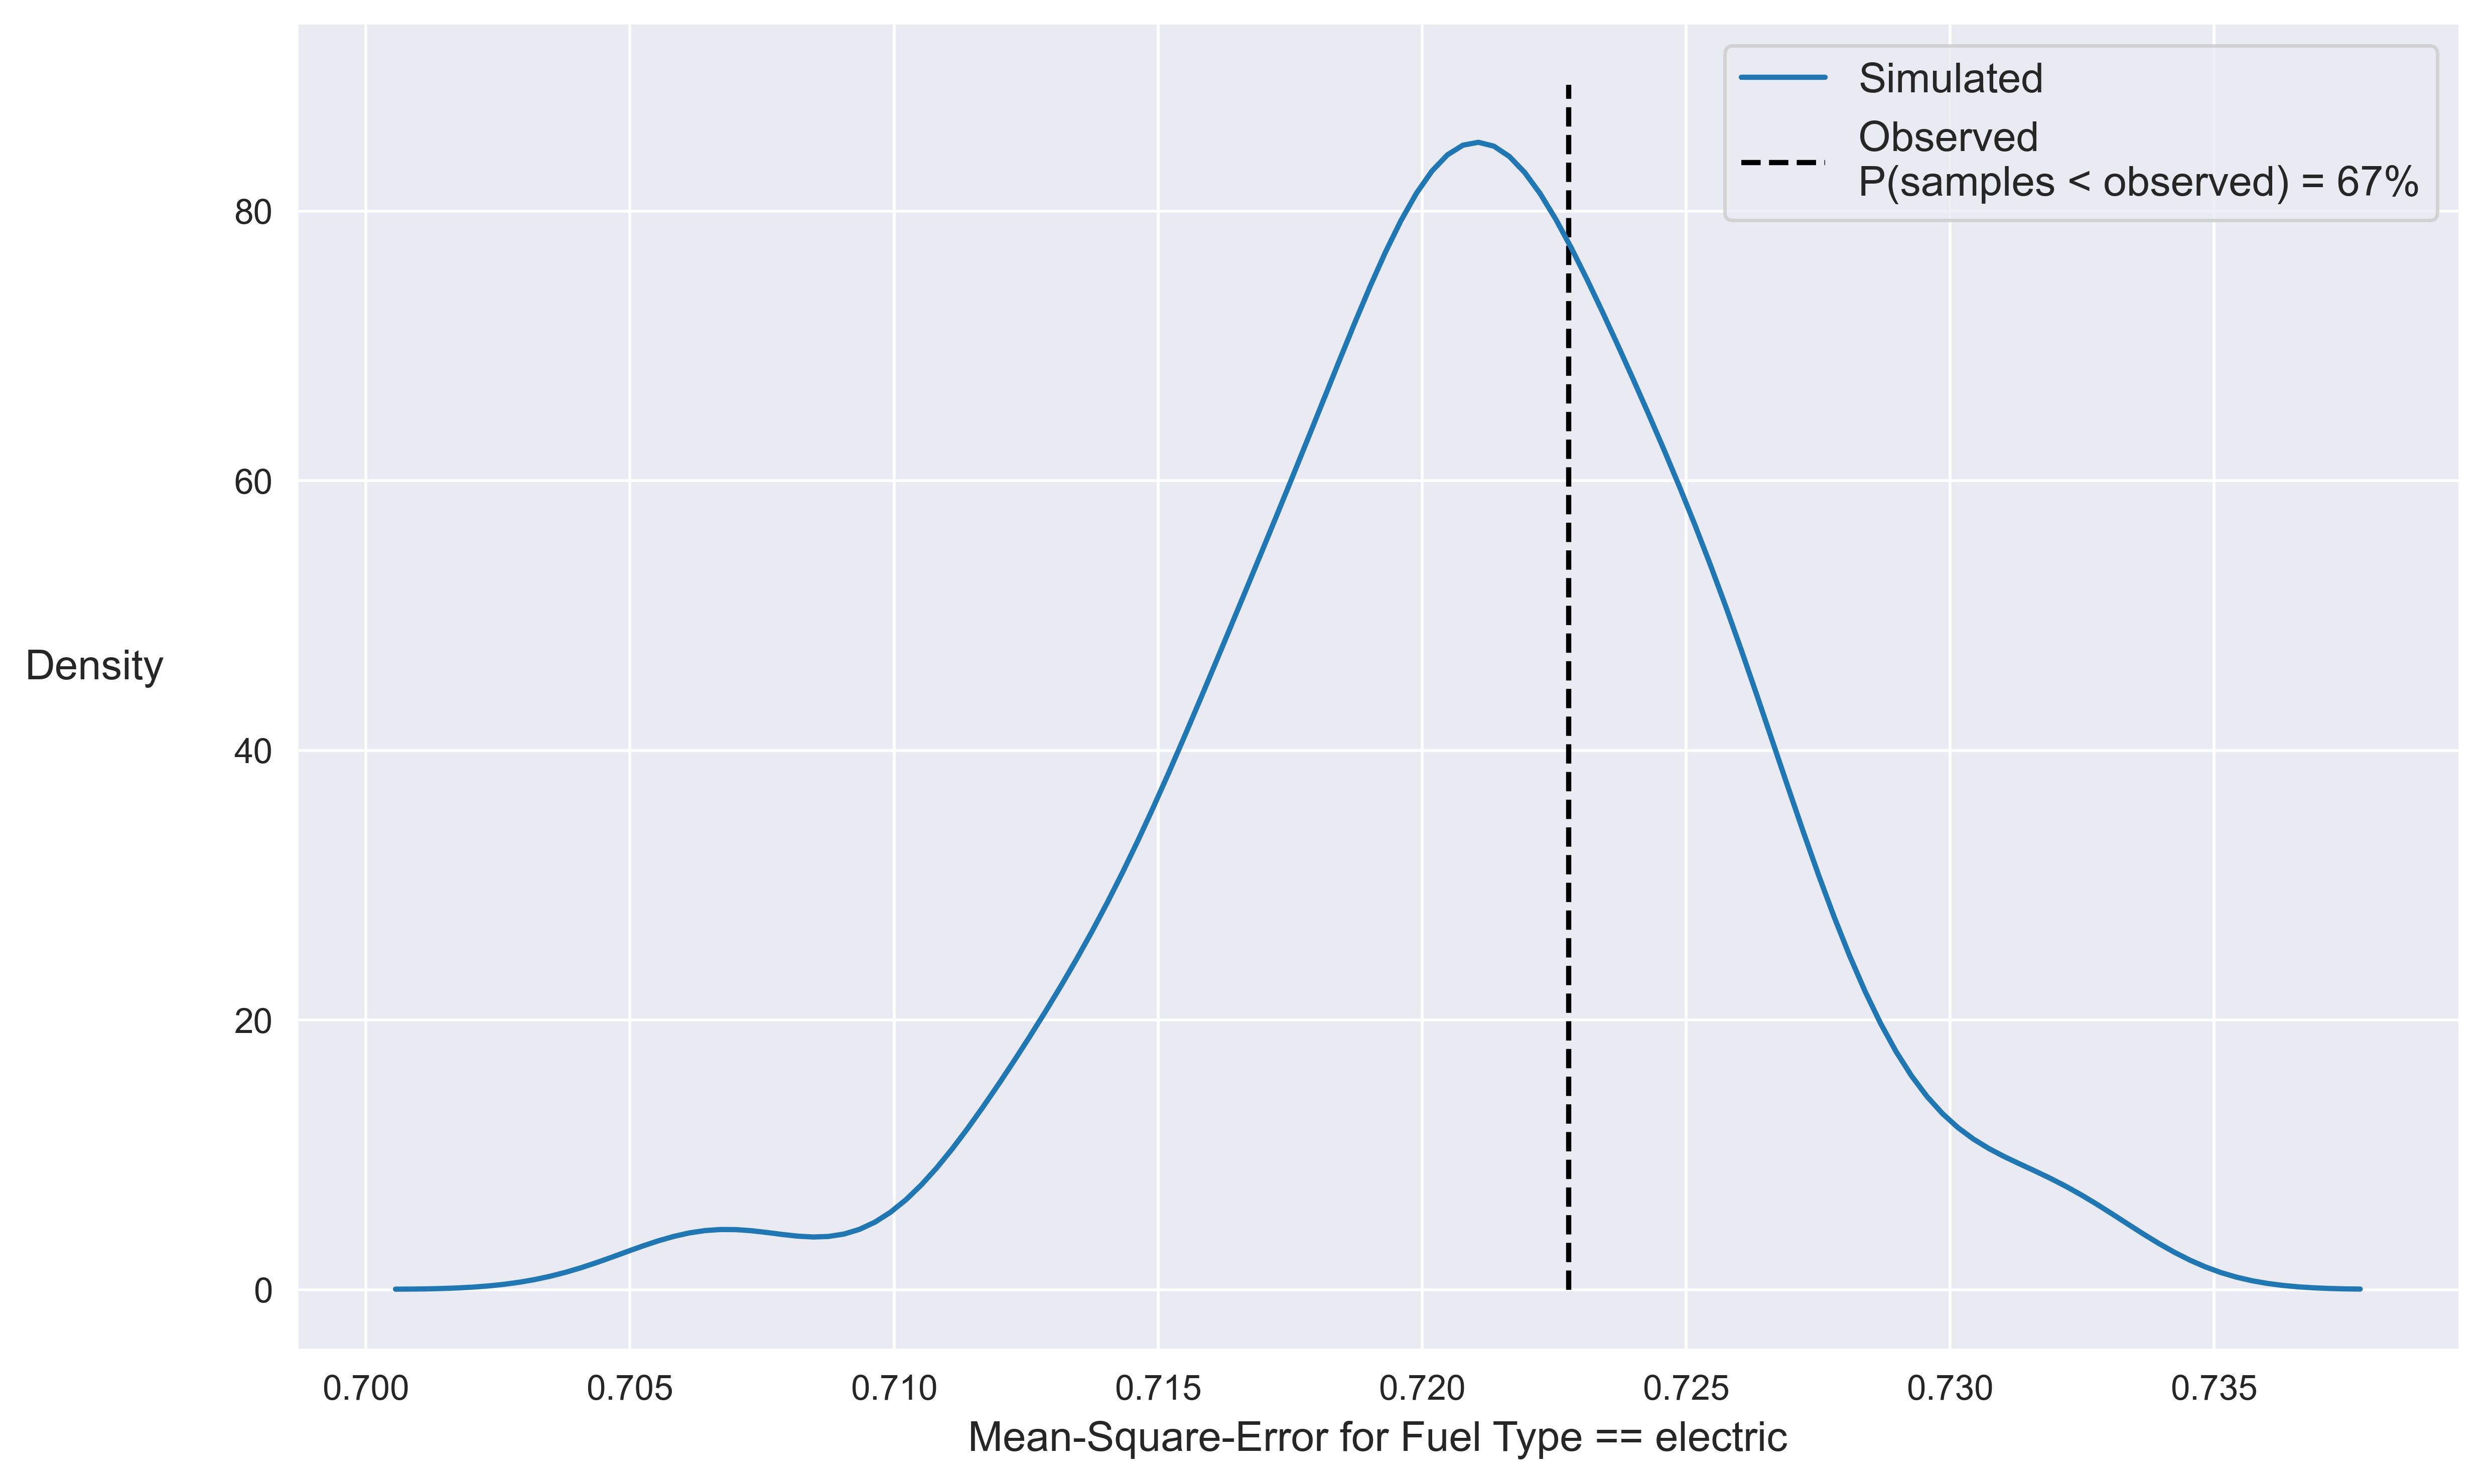 Simulated
Observed
P(samples < observed) = 67%
80
60
Density
40
20
0
0.700 0.705 0.710 0.715 0.720 0.725 0.730 0.735
Mean-Square-Error for Fuel Type == electric